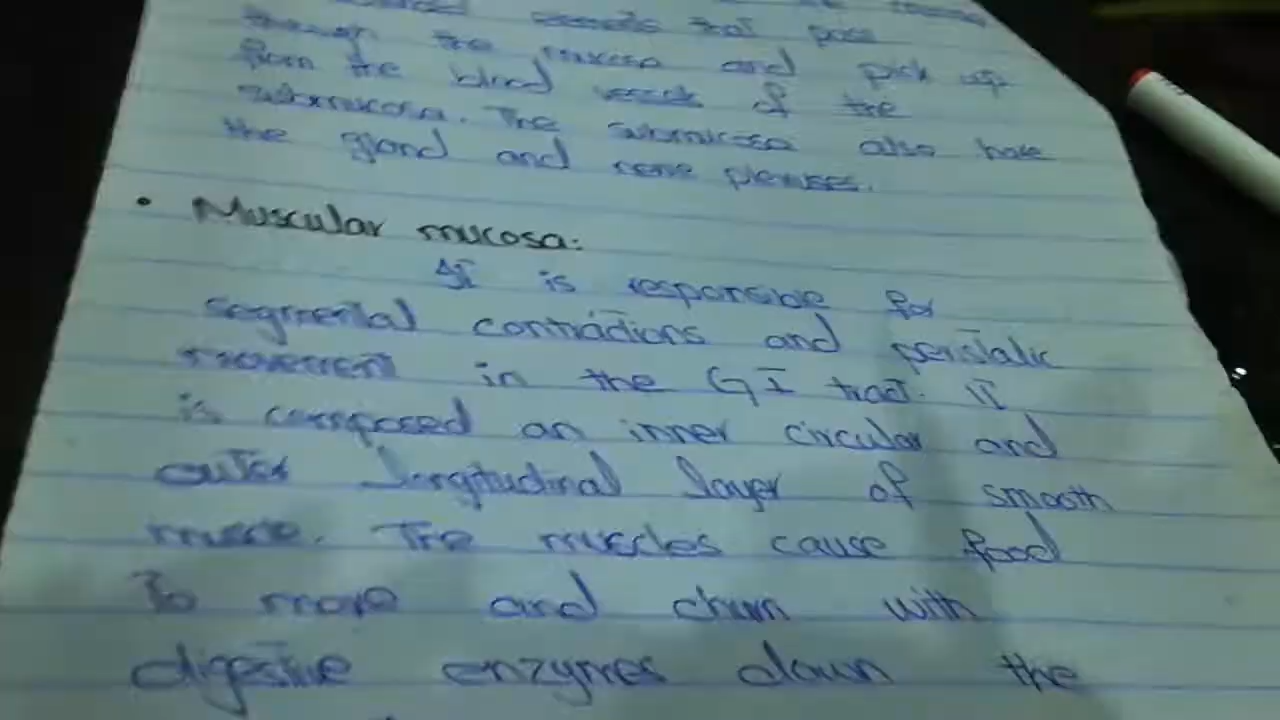 vessels that pass
through the mucosa and pick up
from the blood vessels of the
submucosa. The submucosa also have
the gland and nerve plexuses.
• Muscular mucosa:
It is responsible for
segmental contractions and peristalic
movement in the GI tract. It
is composed an inner circular and
outer longitudinal layer of smooth
muscle. The muscles cause food
To move and churn with
digestive enzymes down the